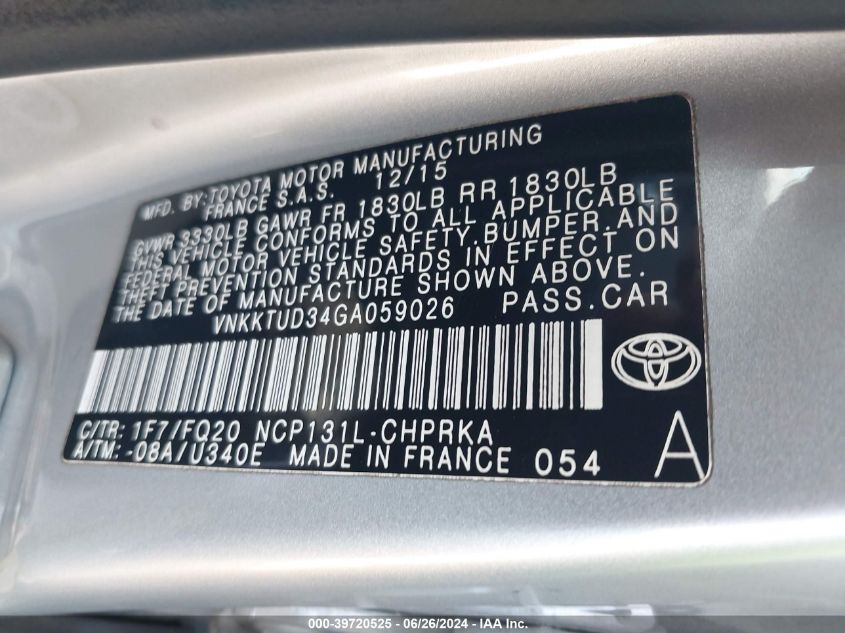 MFD. BY:TOYOTA MOTOR MANUFACTURING
FRANCE S.A.S. 12/15
GVWR 3330LB GAWR FR 1830LB RR 1830LB
THIS VEHICLE CONFORMS TO ALL APPLICABLE
FEDERAL MOTOR VEHICLE SAFETY,BUMPER,AND
THEFT PREVENTION STANDARDS IN EFFECT ON
THE DATE OF MANUFACTURE SHOWN ABOVE.
VNKKTUD34GA059026 PASS.CAR
C/TR: 1F7/FQ20 NCP131L-CHPRKA
A/TM: -08A/U340E MADE IN FRANCE 054
A
000-39720525 - 06/26/2024 - IAA Inc.